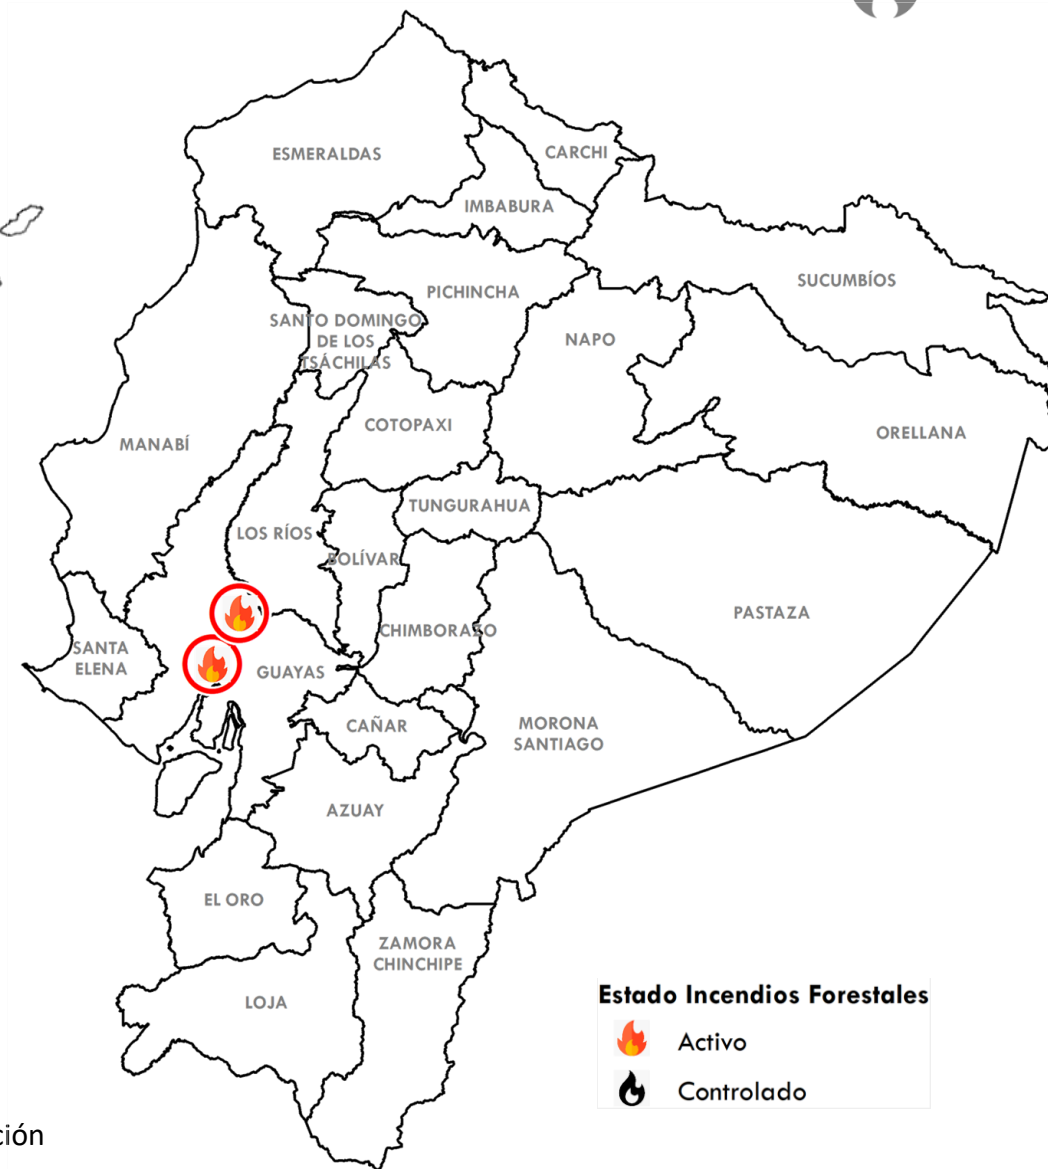 ESMERALDAS
CARCHI
IMBABURA
SUCUMBÍOS
PICHINCHA
SANTO DOMINGO
DE LOS
TSÁCHILAS
NAPO
COTOPAXI
ORELLANA
MANABÍ
TUNGURAHUA
LOS RÍOS
BOLÍVAR
PASTAZA
CHIMBORAZO
SANTA
ELENA
GUAYAS
CAÑAR
MORONA
SANTIAGO
AZUAY
EL ORO
ZAMORA
CHINCHIPE
LOJA
Estado Incendios Forestales
Activo
Controlado
ción